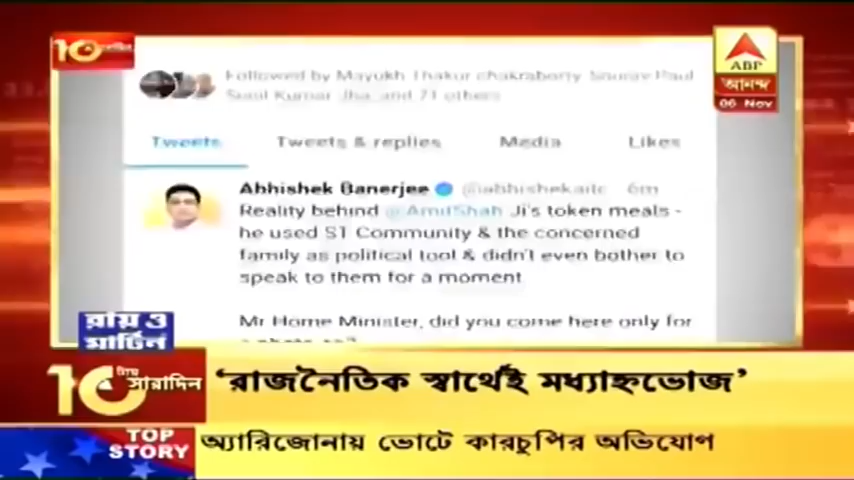 ABP
আনন্দ
06 Nov
Followed by Mayukh Thakur chakraborty, Sourav Paul
Sunil Kumar Jha, and 71 others
Tweets Tweets & replies Media Likes
Abhishek Banerjee @abhishekaitc 6m
Reality behind @AmitShah Ji's token meals -
he used ST Community & the concerned
family as political tool & didn't even bother to
speak to them for a moment
Mr Home Minister, did you come here only for
রায় ও
মার্টিন
10টায় সারাদিন
‘রাজনৈতিক স্বার্থেই মধ্যাহ্নভোজ’
TOP
STORY
অ্যারিজোনায় ভোটে কারচুপির অভিযোগ